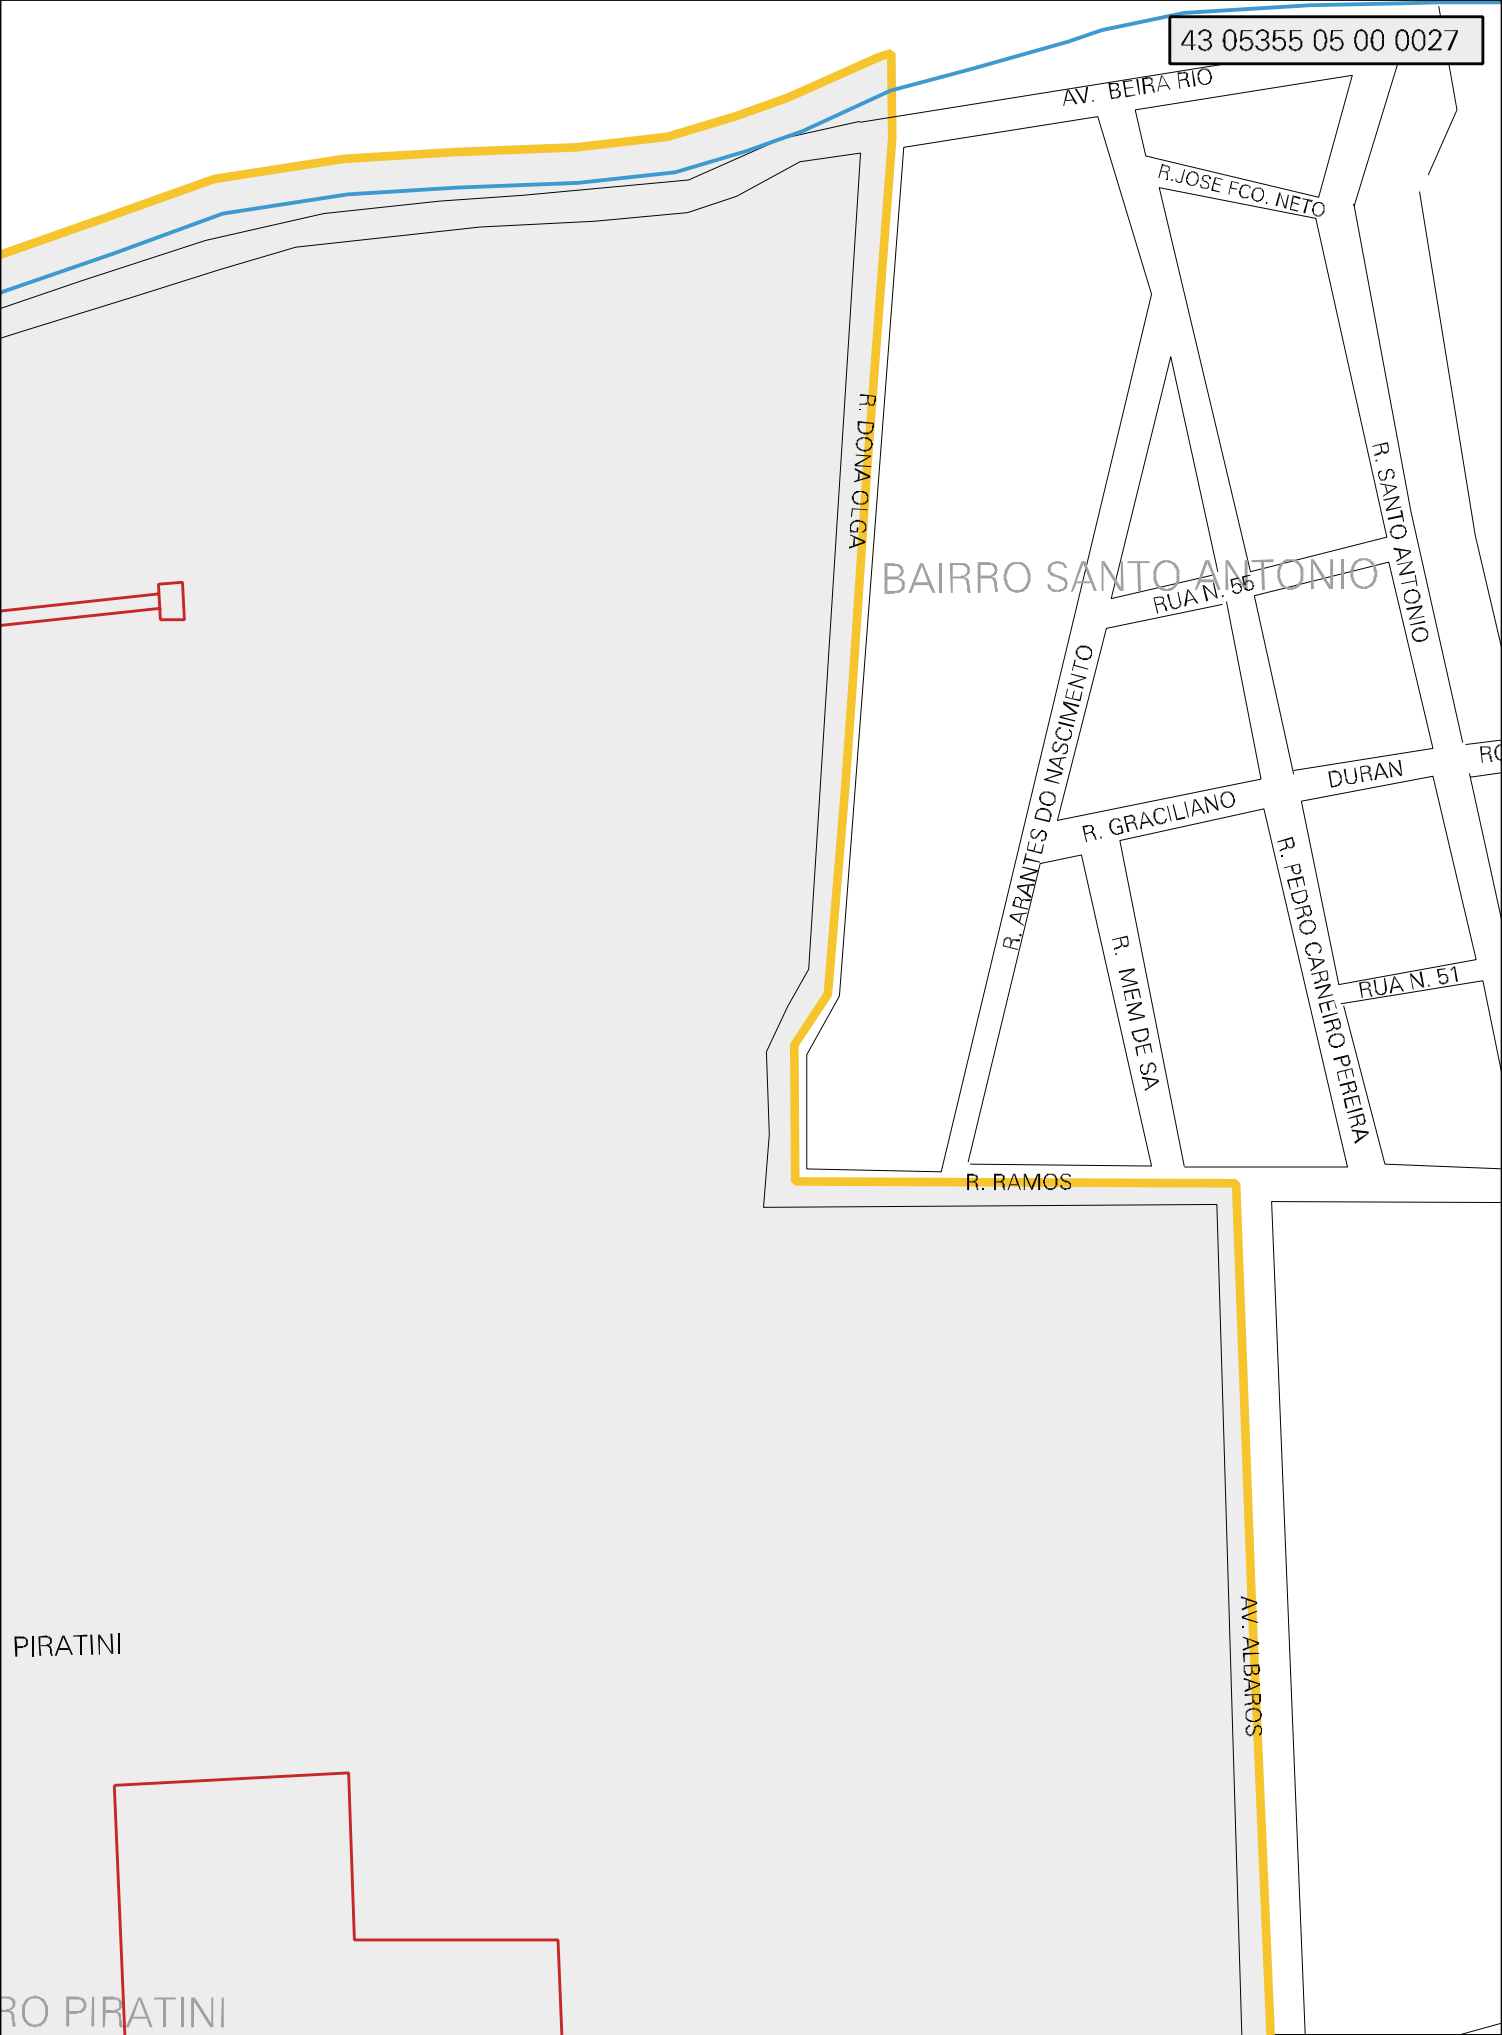 43 05355 05 00 0027
AV. BEIRA RIO
R.JOSE FCO. NETO
R. DONA OLGA
R. SANTO ANTONIO
BAIRRO SANTO ANTONIO
RUA N. 55
R. ARANTES DO NASCIMENTO
RO
DURAN
R. GRACILIANO
R. PEDRO CARNEIRO PEREIRA
R. MEM DE SA
RUA N. 51
R. RAMOS
AV. ALBAROS
PIRATINI
RO PIRATINI